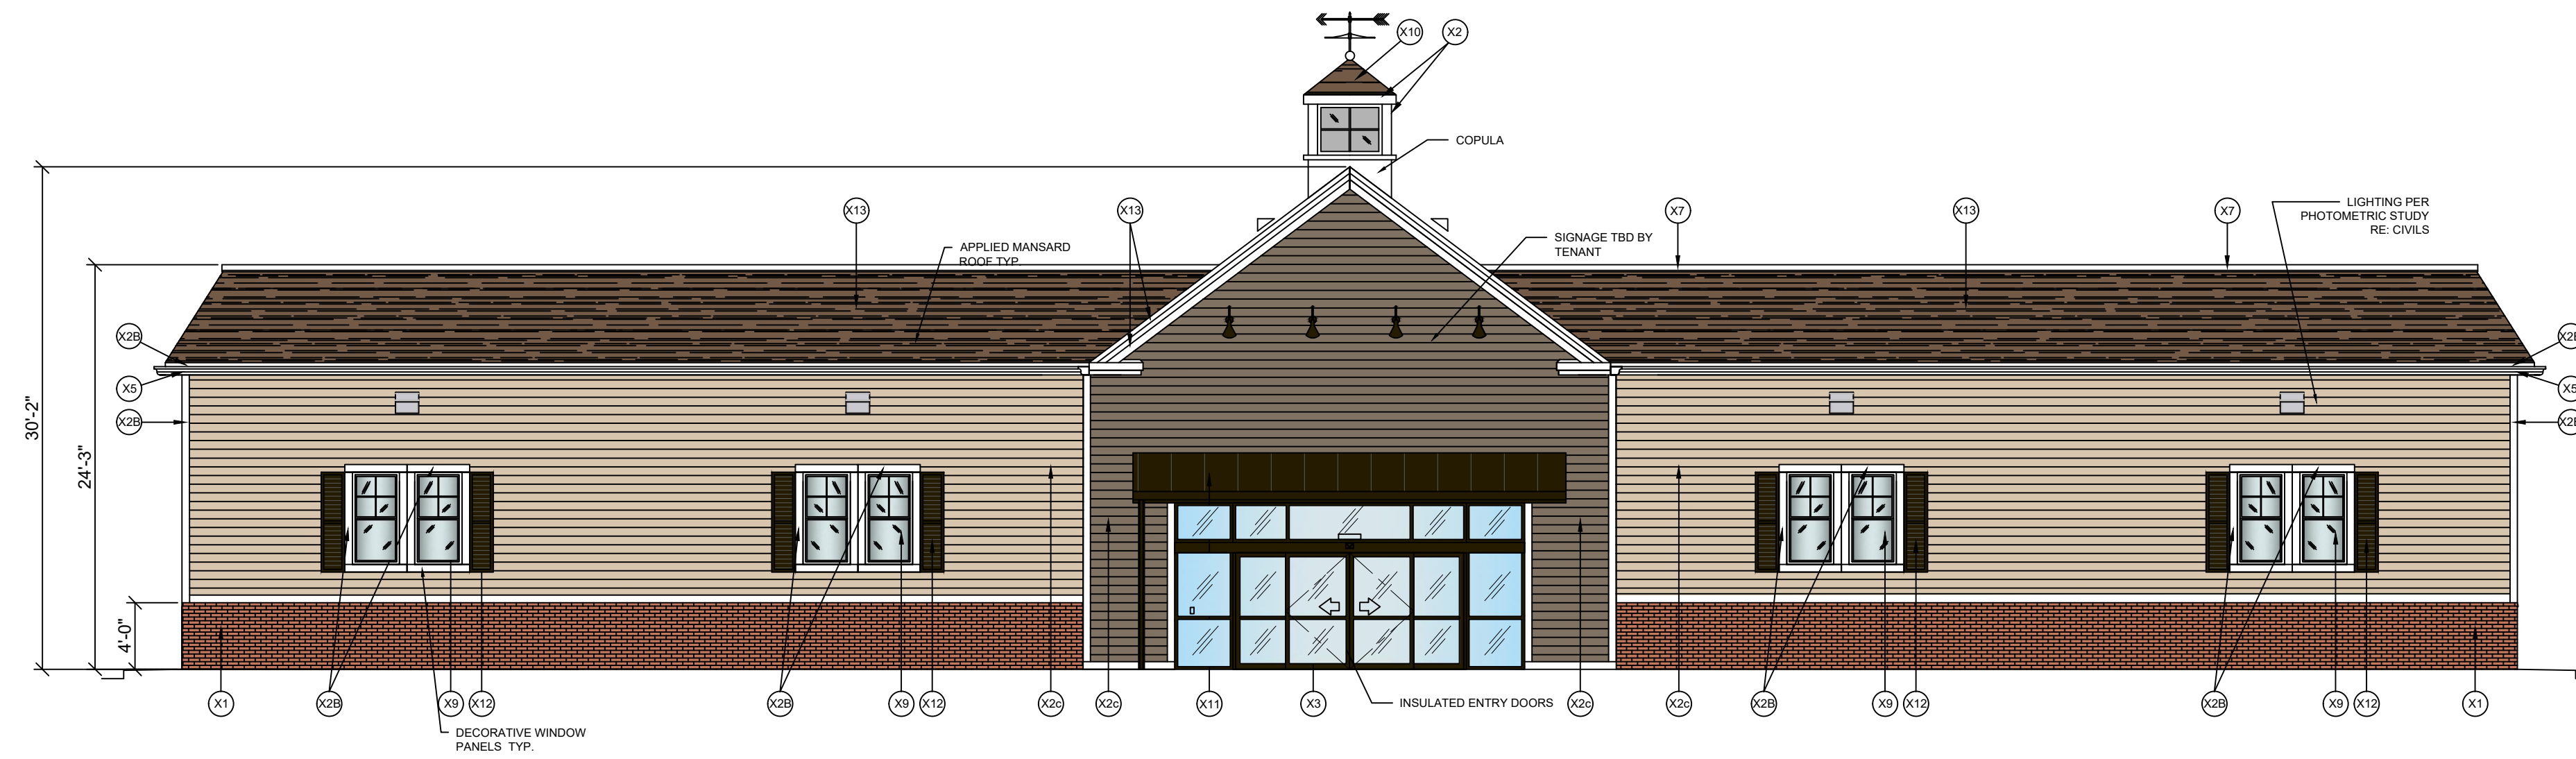 X10 X2
COPULA
X13 X13 X7 X13 X7
LIGHTING PER
PHOTOMETRIC STUDY
RE: CIVILS
APPLIED MANSARD
ROOF TYP.
SIGNAGE TBD BY
TENANT
30'-2"
24'-3"
4'-0"
X2B
X5
X2B
X2B
X5
X2B
X1 X2B X9 X12 X2B X9 X12 X2c X2c X11 X3 INSULATED ENTRY DOORS X2c X2c X2B X9 X12 X2B X9 X12 X1
DECORATIVE WINDOW
PANELS TYP.